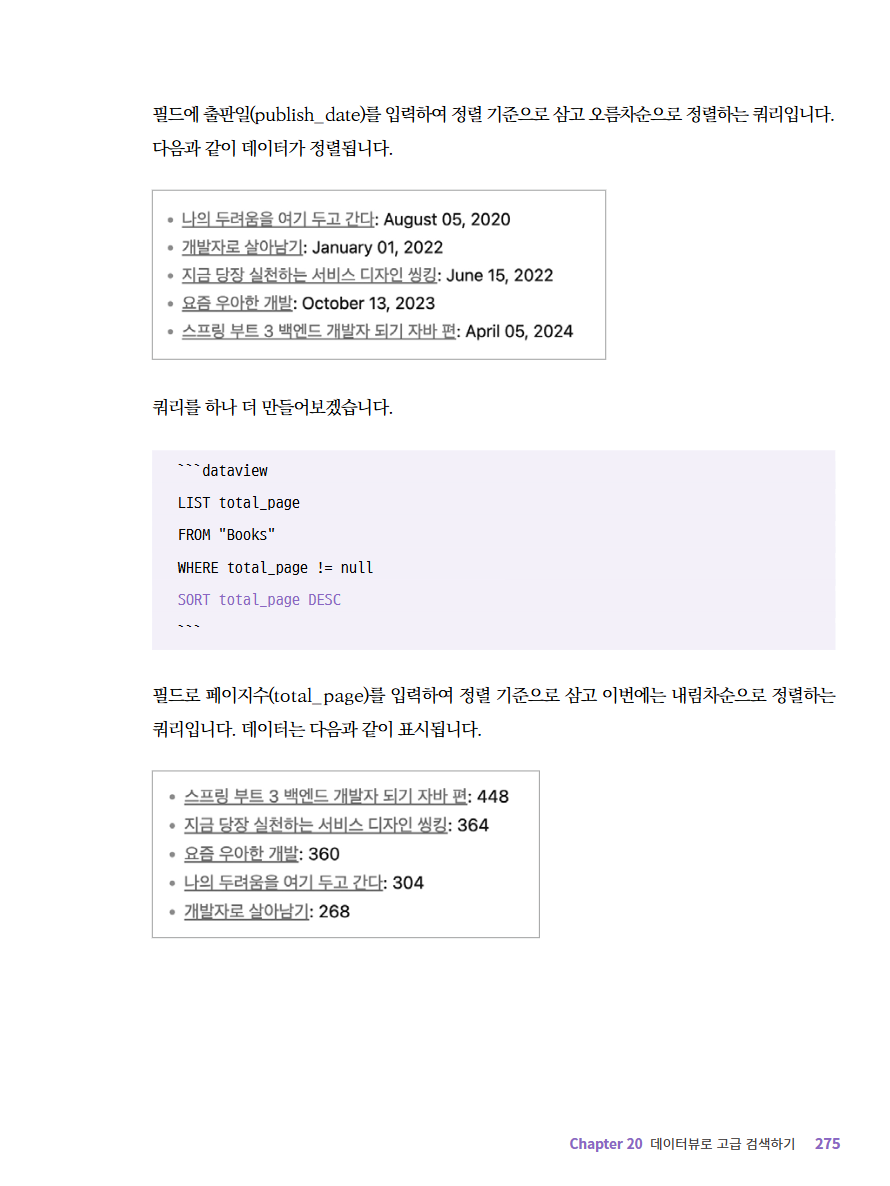 필드에 출판일(publish_date)를 입력하여 정렬 기준으로 삼고 오름차순으로 정렬하는 쿼리입니다.
다음과 같이 데이터가 정렬됩니다.
• 나의 두려움을 여기 두고 간다: August 05, 2020
• 개발자로 살아남기: January 01, 2022
• 지금 당장 실천하는 서비스 디자인 씽킹: June 15, 2022
• 요즘 우아한 개발: October 13, 2023
• 스프링 부트 3 백엔드 개발자 되기 자바 편: April 05, 2024
쿼리를 하나 더 만들어보겠습니다.
```dataview
LIST total_page
FROM "Books"
WHERE total_page != null
SORT total_page DESC
```
필드로 페이지수(total_page)를 입력하여 정렬 기준으로 삼고 이번에는 내림차순으로 정렬하는
쿼리입니다. 데이터는 다음과 같이 표시됩니다.
• 스프링 부트 3 백엔드 개발자 되기 자바 편: 448
• 지금 당장 실천하는 서비스 디자인 씽킹: 364
• 요즘 우아한 개발: 360
• 나의 두려움을 여기 두고 간다: 304
• 개발자로 살아남기: 268
Chapter 20 데이터뷰로 고급 검색하기 275